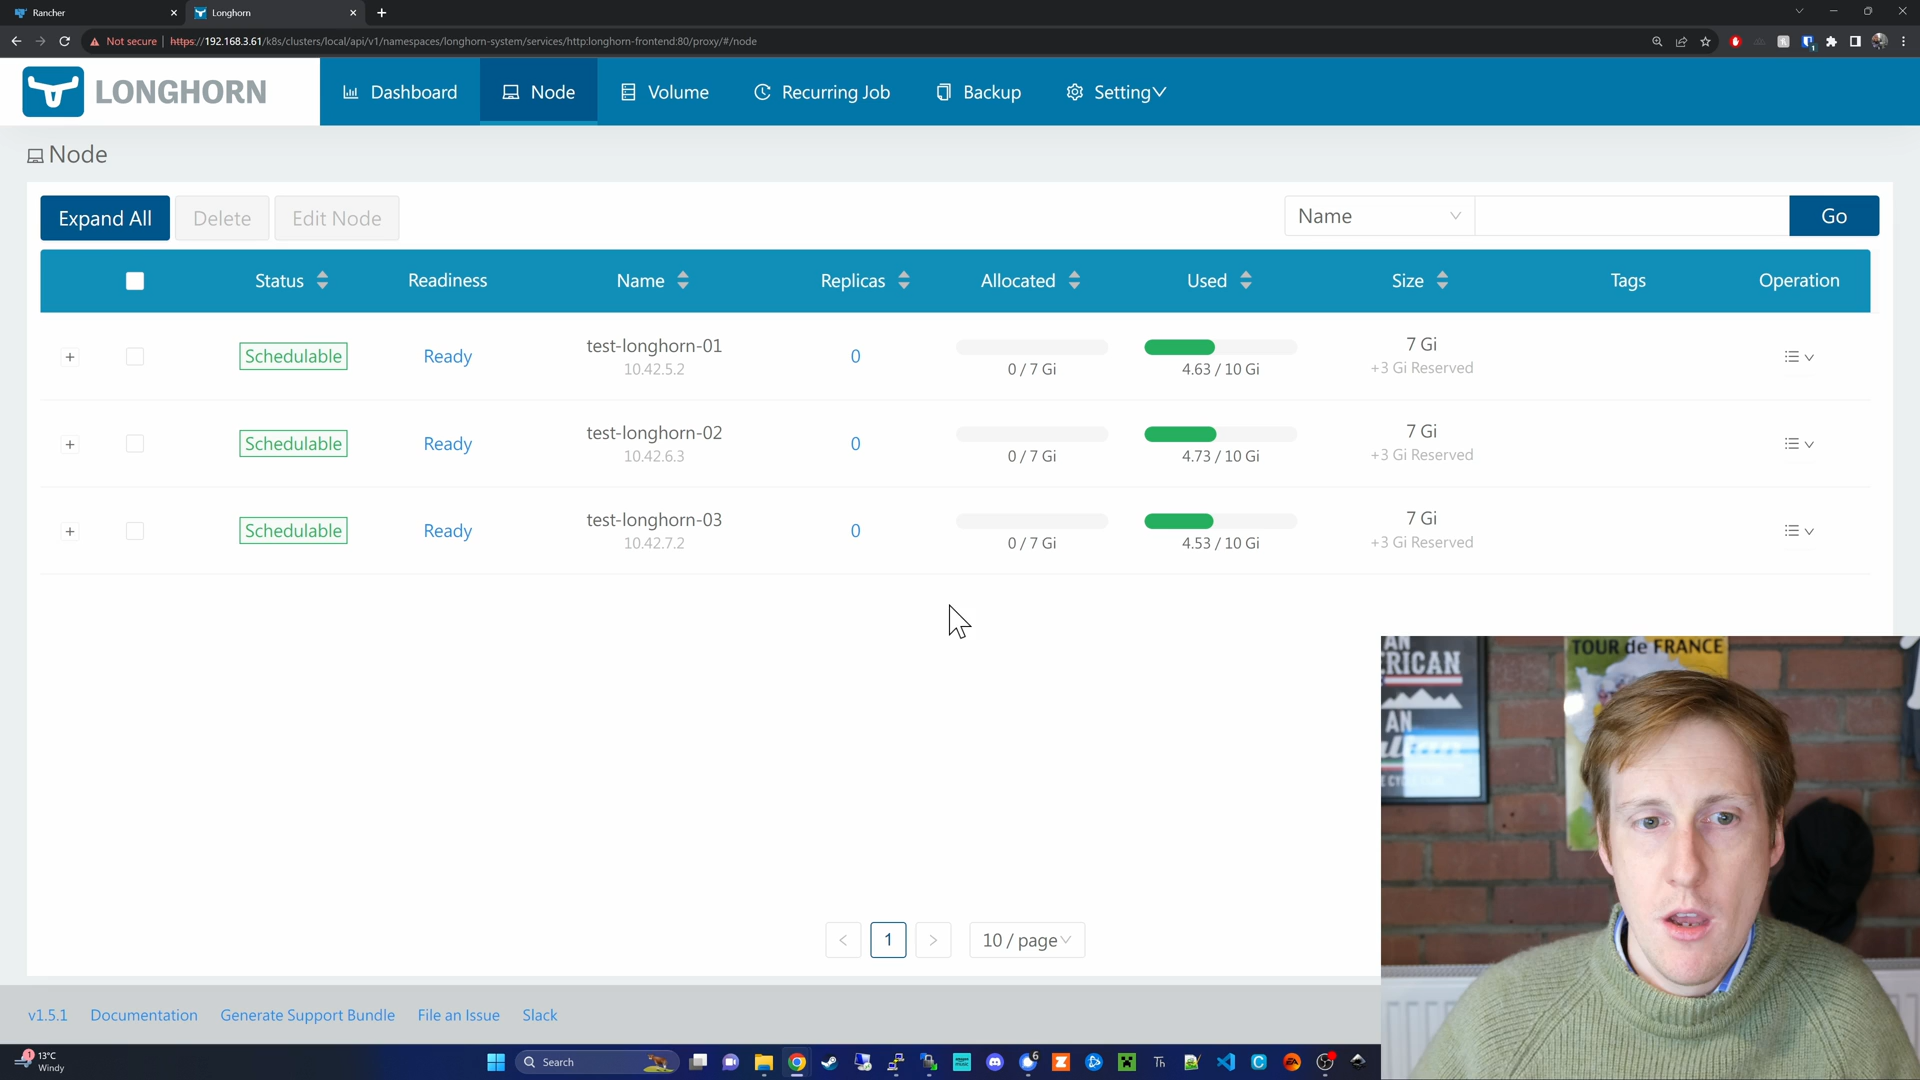 Rancher
Longhorn
Not secure
https://192.168.3.61/k8s/clusters/local/api/v1/namespaces/longhorn-system/services/http:longhorn-frontend:80/proxy/#/node
LONGHORN
Dashboard
Node
Volume
Recurring Job
Backup
Setting
Node
Expand All
Delete
Edit Node
Name
Go
Status
Readiness
Name
Replicas
Allocated
Used
Size
Tags
Operation
Schedulable
Ready
test-longhorn-01
10.42.5.2
0
0 / 7 Gi
4.63 / 10 Gi
7 Gi
+3 Gi Reserved
Schedulable
Ready
test-longhorn-02
10.42.6.3
0
0 / 7 Gi
4.73 / 10 Gi
7 Gi
+3 Gi Reserved
Schedulable
Ready
test-longhorn-03
10.42.7.2
0
0 / 7 Gi
4.53 / 10 Gi
7 Gi
+3 Gi Reserved
TOUR de FRANCE
AN
1
10 / page
v1.5.1
Documentation
Generate Support Bundle
File an Issue
Slack
1
13°C
Windy
Search
6
Th